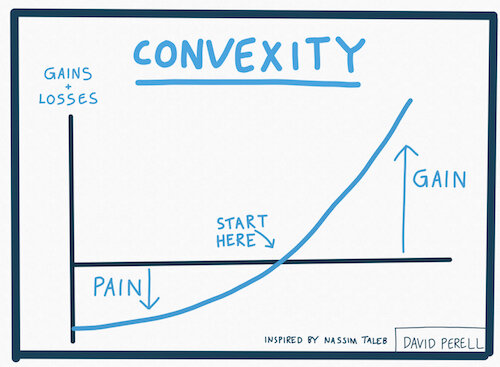 CONVEXITY
GAINS
+
LOSSES
GAIN
START
HERE
PAIN
INSPIRED BY NASSIM TALEB
DAVID PERELL